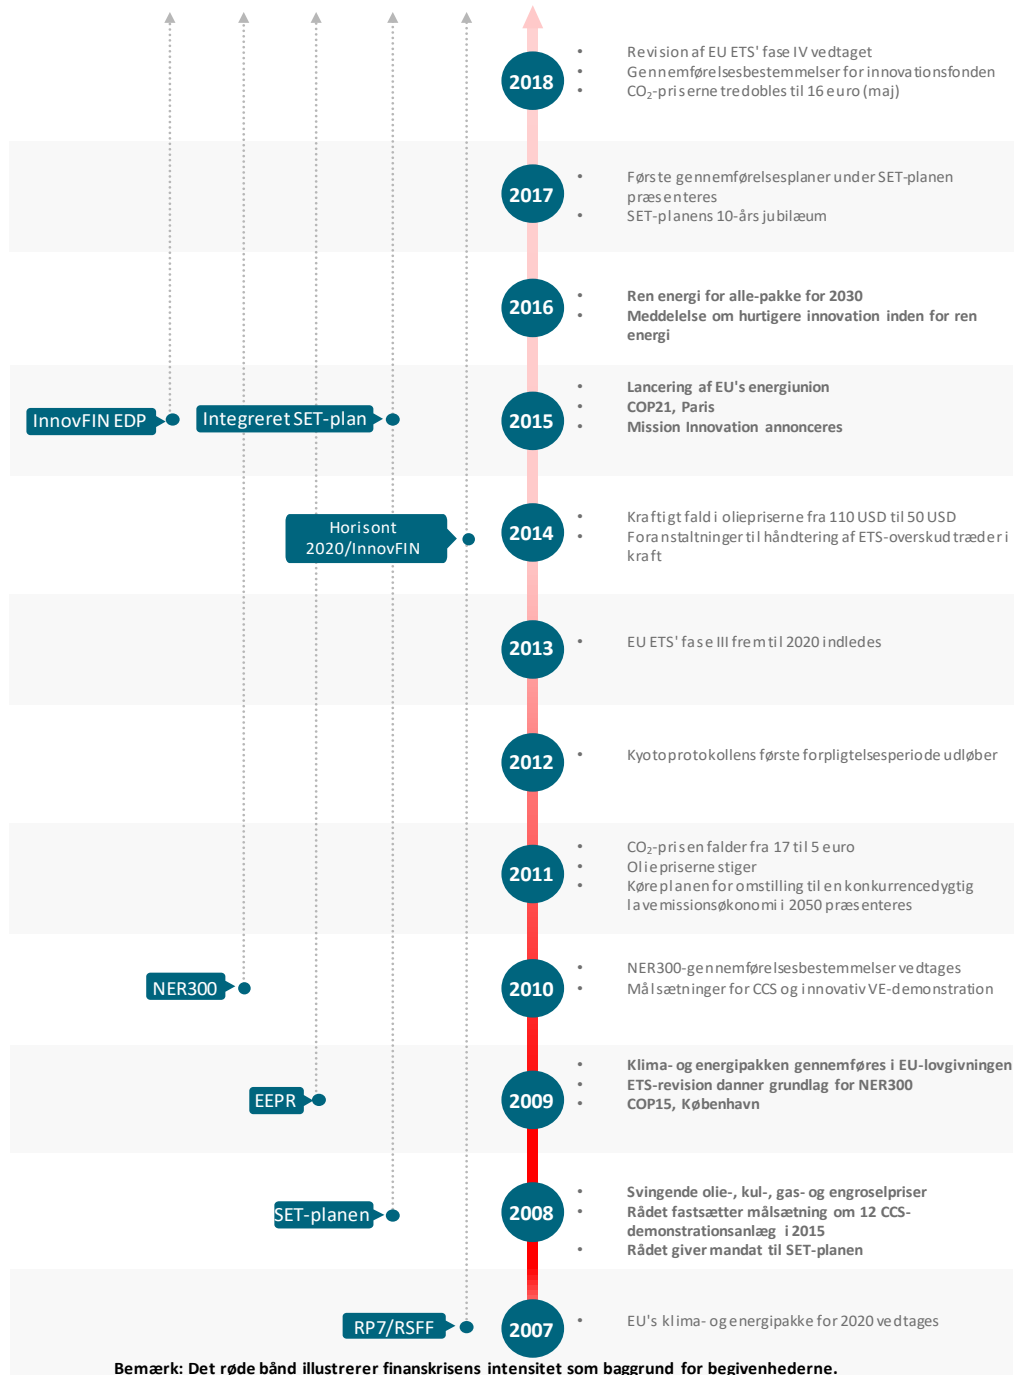 2018
Revision af EU ETS' fase IV vedtaget
Gennemførelsesbestemmelser for innovationsfonden
CO₂-priserne tredobles til 16 euro (maj)
2017
Første gennemførelsesplaner under SET-planen
præsenteres
SET-planens 10-års jubilæum
2016
Ren energi for alle-pakke for 2030
Meddelelse om hurtigere innovation inden for ren
energi
InnovFIN EDP
Integreret SET-plan
2015
Lancering af EU's energiunion
COP21, Paris
Mission Innovation annonceres
Horisont
2020/InnovFIN
2014
Kraftigt fald i oliepriserne fra 110 USD til 50 USD
Foranstaltninger til håndtering af ETS-overskud træder i
kraft
2013
EU ETS' fase III frem til 2020 indledes
2012
Kyotoprotokollens første forpligtelsesperiode udløber
2011
CO₂-prisen falder fra 17 til 5 euro
Oliepriserne stiger
Køreplanen for omstilling til en konkurrencedygtig
lavemissionsøkonomi i 2050 præsenteres
NER300
2010
NER300-gennemførelsesbestemmelser vedtages
Målsætninger for CCS og innovativ VE-demonstration
EEPR
2009
Klima- og energipakken gennemføres i EU-lovgivningen
ETS-revision danner grundlag for NER300
COP15, København
SET-planen
2008
Svingende olie-, kul-, gas- og engroselpriser
Rådet fastsætter målsætning om 12 CCS-
demonstrationsanlæg i 2015
Rådet giver mandat til SET-planen
RP7/RSFF
2007
EU's klima- og energipakke for 2020 vedtages
Bemærk: Det røde bånd illustrerer finanskrisens intensitet som baggrund for begivenhederne.